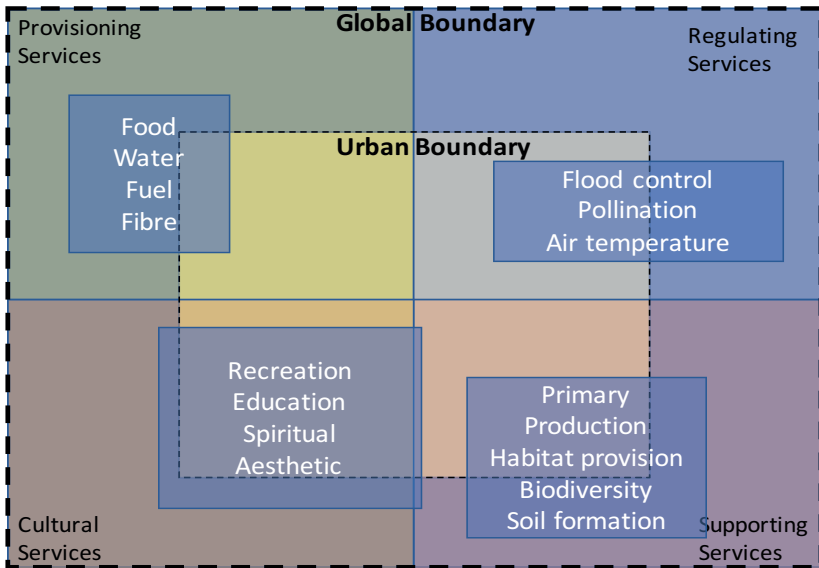 Provisioning
Services
Global Boundary
Regulating
Services
Food
Water
Fuel
Fibre
Urban Boundary
Flood control
Pollination
Air temperature
Recreation
Education
Spiritual
Aesthetic
Primary
Production
Habitat provision
Biodiversity
Soil formation
Cultural
Services
Supporting
Services